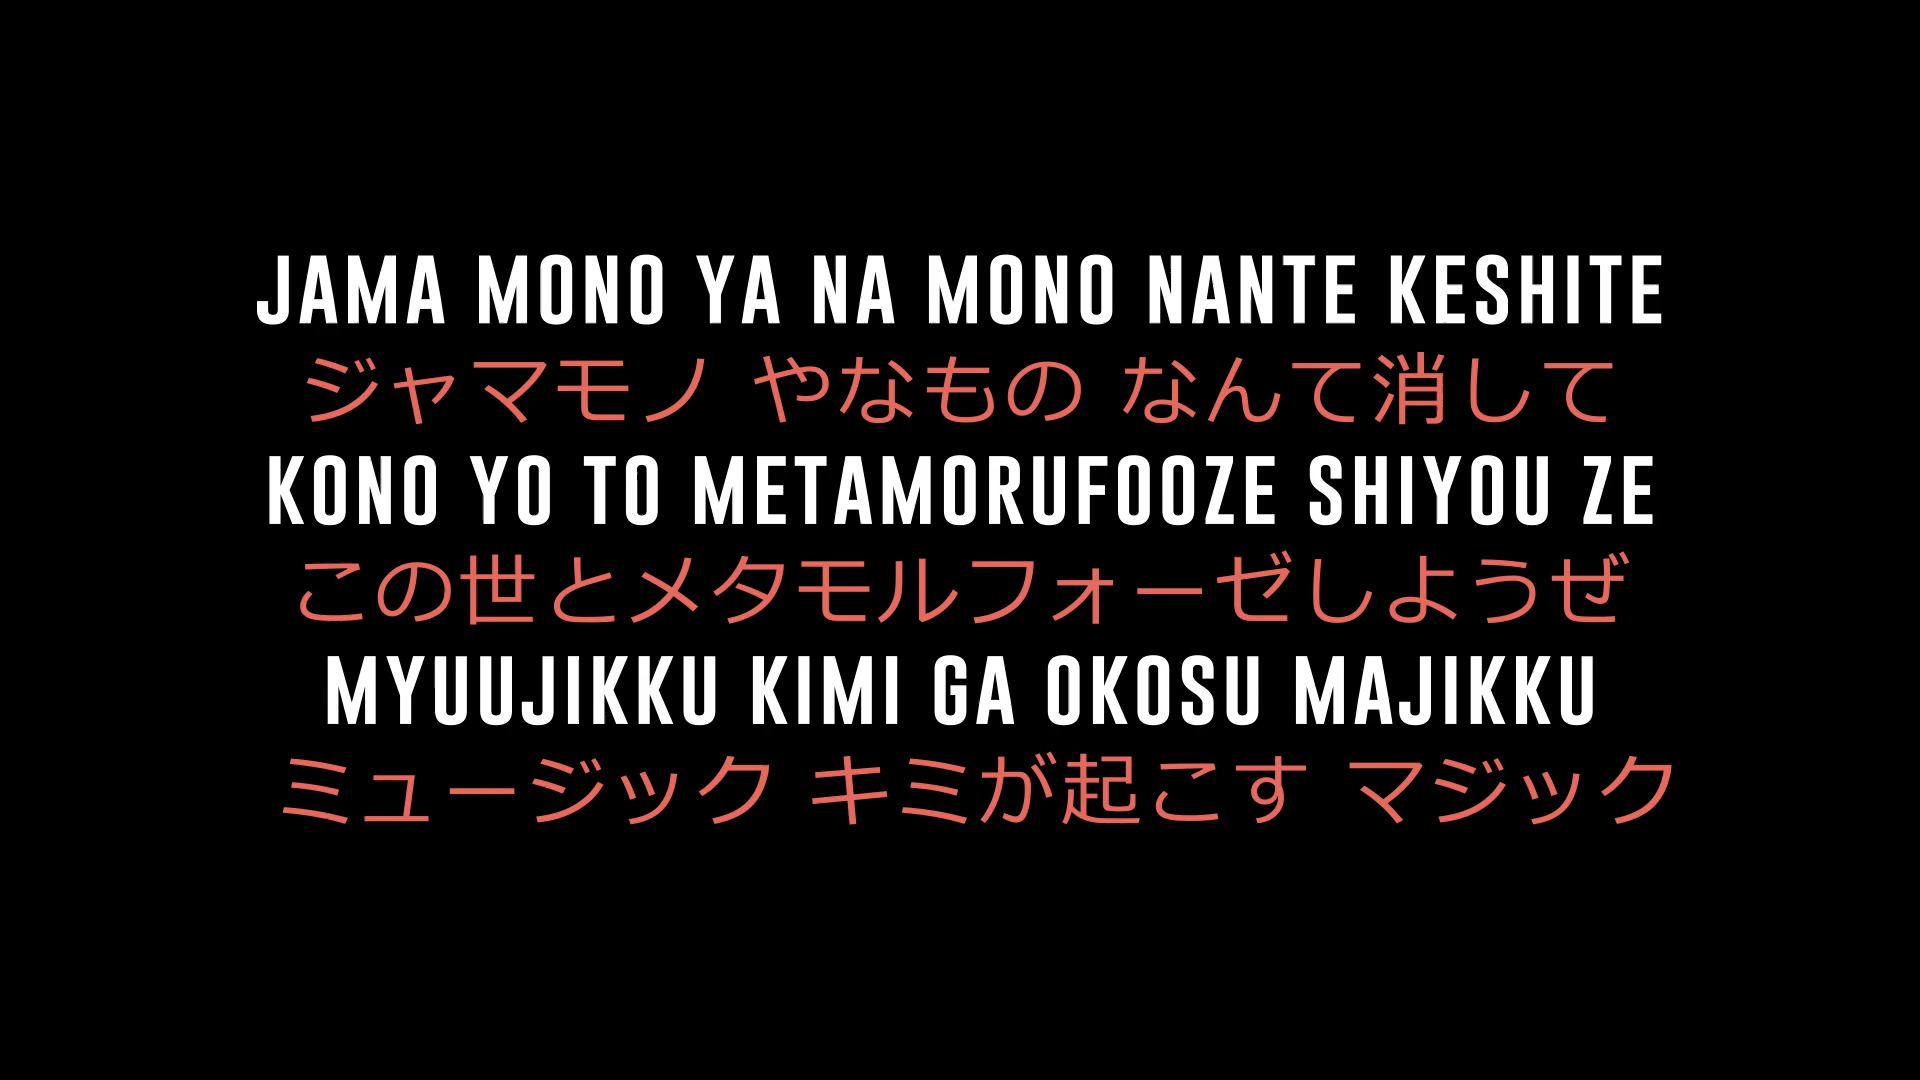 JAMA MONO YA NA MONO NANTE KESHITE
ジャマモノ やなもの なんて消して
KONO YO TO METAMORUFOOZE SHIYOU ZE
この世とメタモルフォーゼしようぜ
MYUUJIKKU KIMI GA OKOSU MAJIKKU
ミュージック キミが起こす マジック